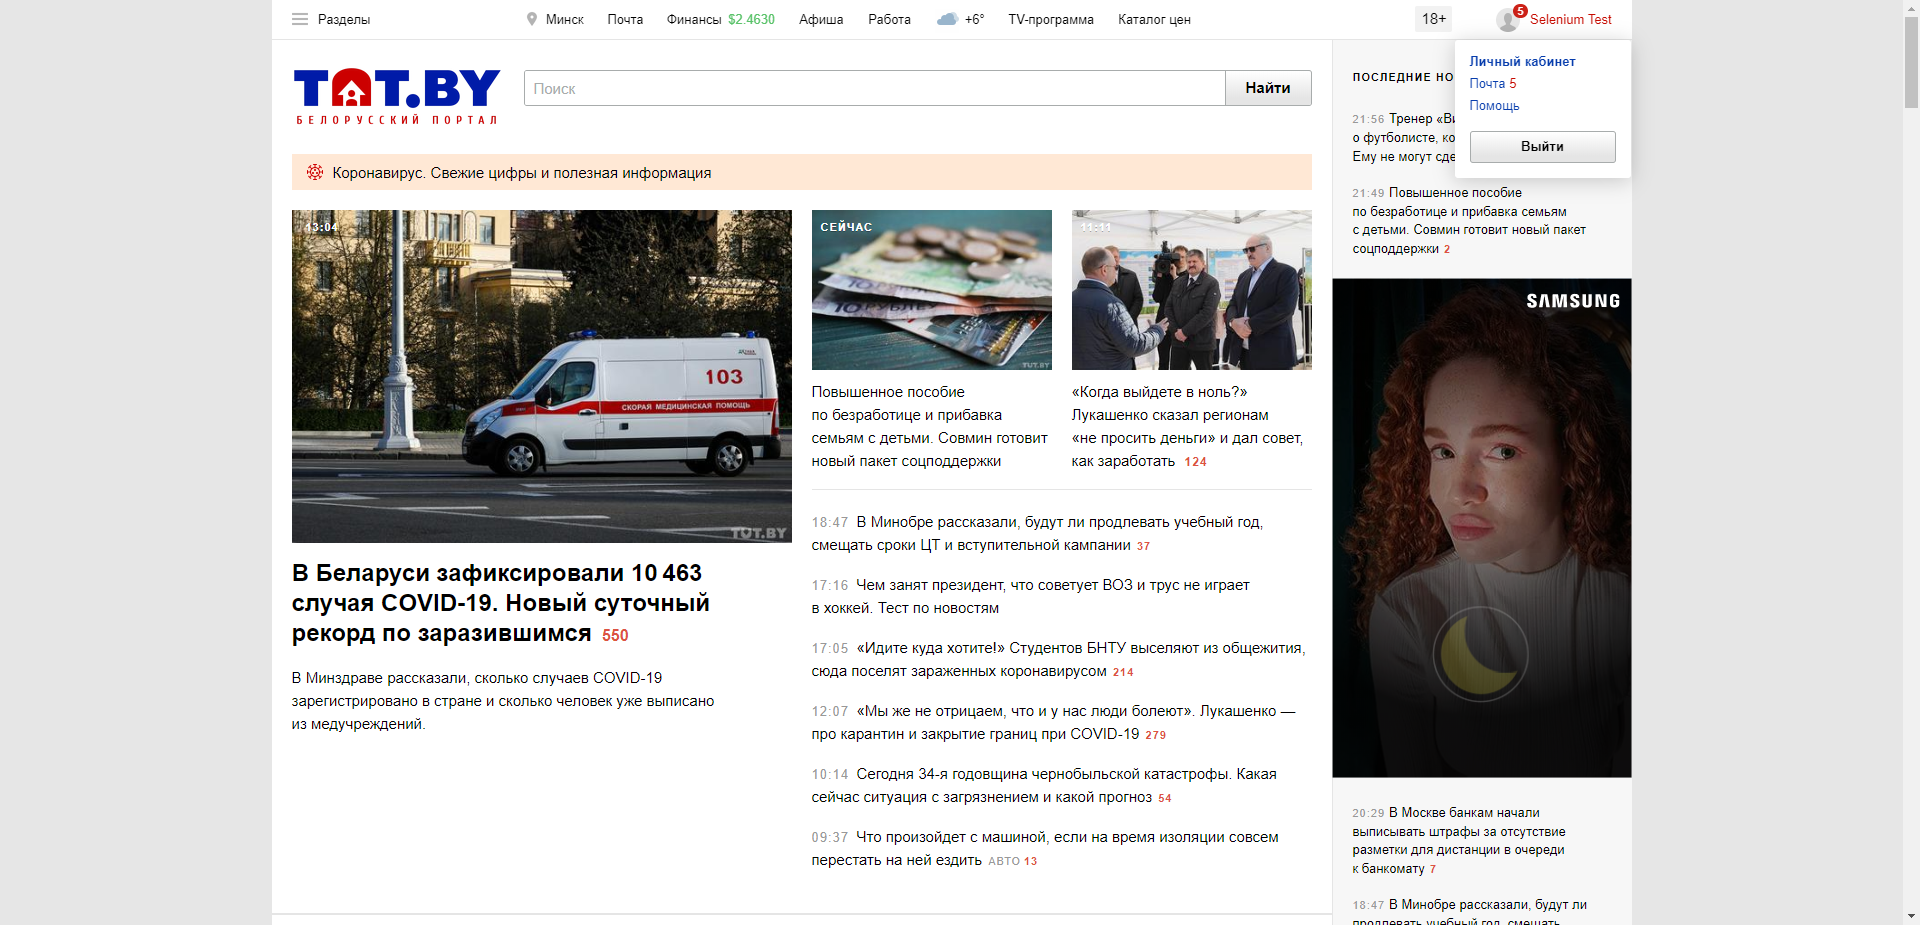 Разделы
Минск
Почта
Финансы $2.4630
Афиша
Работа
+6°
TV-программа
Каталог цен
18+
5
Selenium Test
TUT.BY
БЕЛОРУССКИЙ ПОРТАЛ
Поиск
Найти
Личный кабинет
Почта 5
Помощь
Выйти
Коронавирус. Свежие цифры и полезная информация
13:04
103
СКОРАЯ МЕДИЦИНСКАЯ ПОМОЩЬ
TUT.BY
В Беларуси зафиксировали 10 463
случая COVID-19. Новый суточный
рекорд по заразившимся 550
В Минздраве рассказали, сколько случаев COVID-19
зарегистрировано в стране и сколько человек уже выписано
из медучреждений.
СЕЙЧАС
TUT.BY
Повышенное пособие
по безработице и прибавка
семьям с детьми. Совмин готовит
новый пакет соцподдержки
11:11
«Когда выйдете в ноль?»
Лукашенко сказал регионам
«не просить деньги» и дал совет,
как заработать 124
18:47 В Минобре рассказали, будут ли продлевать учебный год,
смещать сроки ЦТ и вступительной кампании 37
17:16 Чем занят президент, что советует ВОЗ и трус не играет
в хоккей. Тест по новостям
17:05 «Идите куда хотите!» Студентов БНТУ выселяют из общежития,
сюда поселят зараженных коронавирусом 214
12:07 «Мы же не отрицаем, что и у нас люди болеют». Лукашенко —
про карантин и закрытие границ при COVID-19 279
10:14 Сегодня 34-я годовщина чернобыльской катастрофы. Какая
сейчас ситуация с загрязнением и какой прогноз 54
09:37 Что произойдет с машиной, если на время изоляции совсем
перестать на ней ездить АВТО 13
ПОСЛЕДНИЕ НО
21:56 Тренер «Ви
о футболисте, ко
Ему не могут сде
21:49 Повышенное пособие
по безработице и прибавка семьям
с детьми. Совмин готовит новый пакет
соцподдержки 2
SAMSUNG
20:29 В Москве банкам начали
выписывать штрафы за отсутствие
разметки для дистанции в очереди
к банкомату 7
18:47 В Минобре рассказали, будут ли
продлевать учебный год, смещать